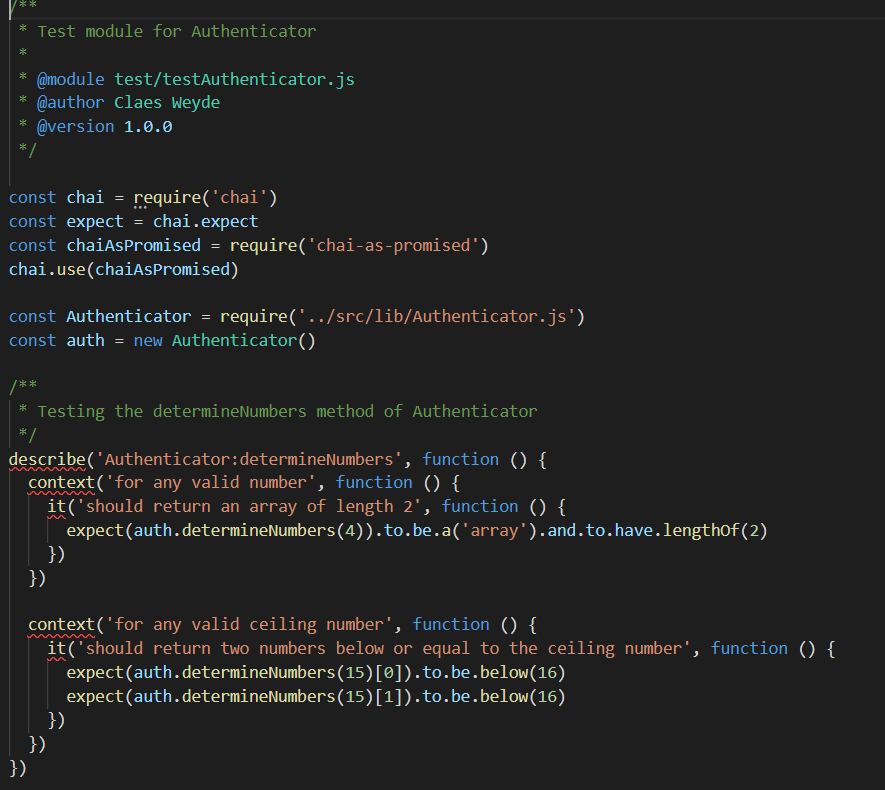 /**
 * Test module for Authenticator
 *
 * @module test/testAuthenticator.js
 * @author Claes Weyde
 * @version 1.0.0
 */

const chai = require('chai')
const expect = chai.expect
const chaiAsPromised = require('chai-as-promised')
chai.use(chaiAsPromised)

const Authenticator = require('../src/lib/Authenticator.js')
const auth = new Authenticator()

/**
 * Testing the determineNumbers method of Authenticator
 */
describe('Authenticator:determineNumbers', function () {
  context('for any valid number', function () {
    it('should return an array of length 2', function () {
      expect(auth.determineNumbers(4)).to.be.a('array').and.to.have.lengthOf(2)
    })
  })

  context('for any valid ceiling number', function () {
    it('should return two numbers below or equal to the ceiling number', function () {
      expect(auth.determineNumbers(15)[0]).to.be.below(16)
      expect(auth.determineNumbers(15)[1]).to.be.below(16)
    })
  })
})